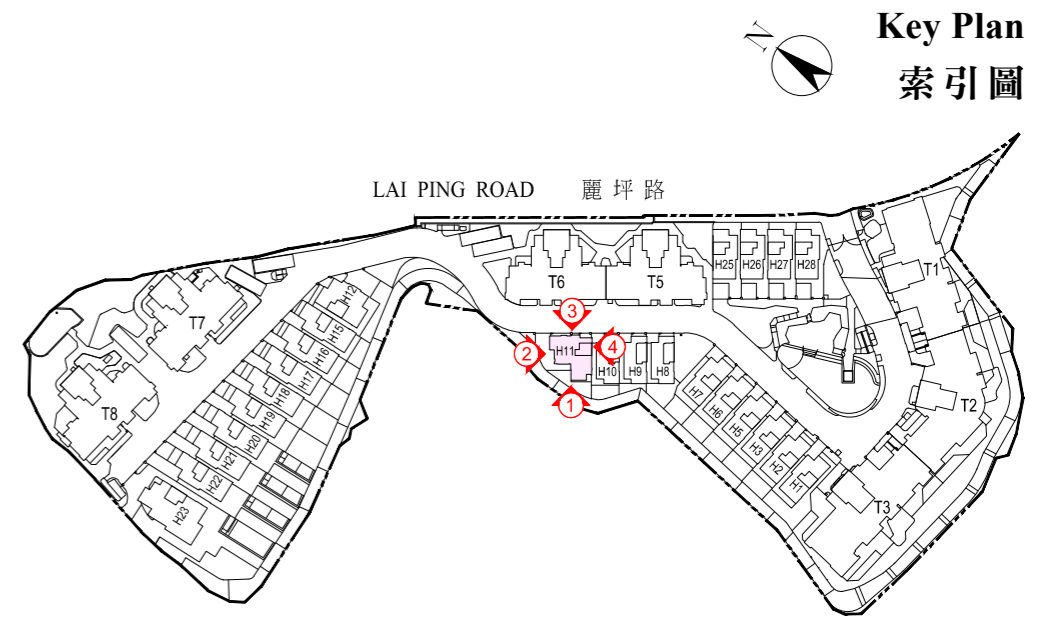 N
Key Plan
索引圖
LAI PING ROAD 麗坪路
T1
T2
T3
T5
T6
T7
T8
H25 H26 H27 H28
H12
H15
H16
H17
H18
H19
H20
H21
H22
H23
H11
H10
H9
H8
H7
H6
H5
H3
H2
H1
3
2
4
1